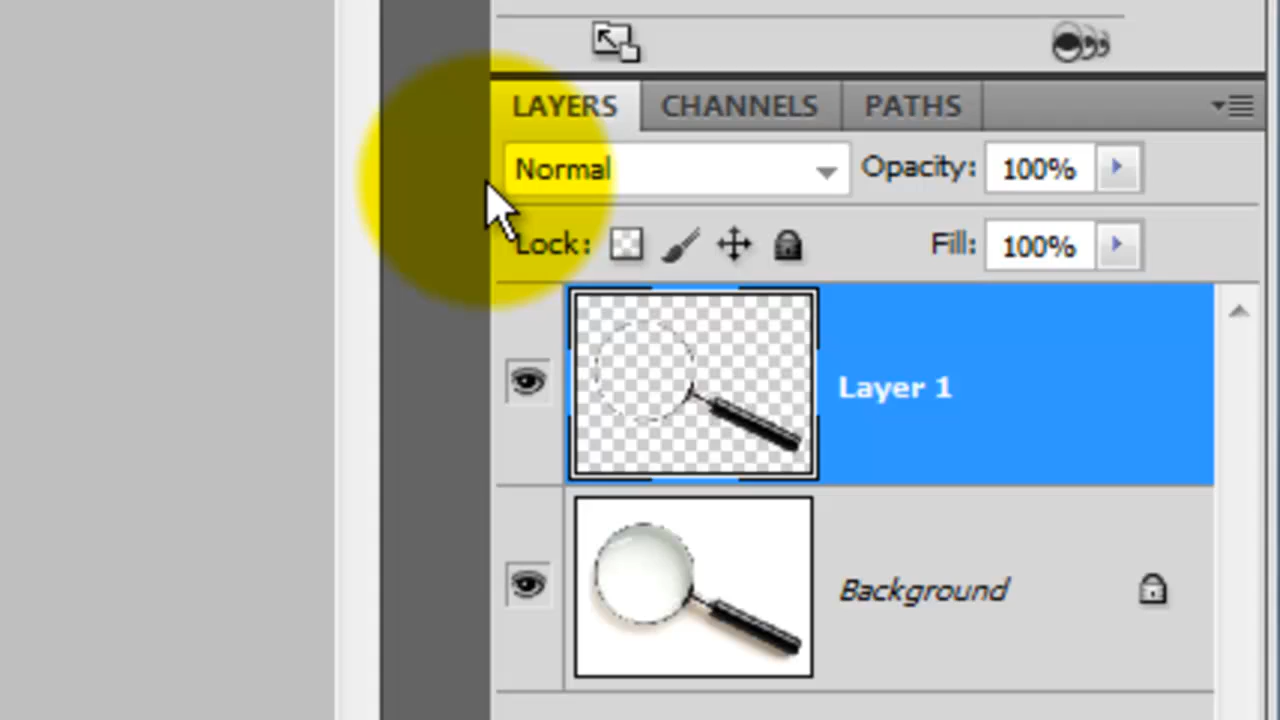 LAYERS CHANNELS PATHS
Normal Opacity: 100%
Lock: Fill: 100%
Layer 1
Background